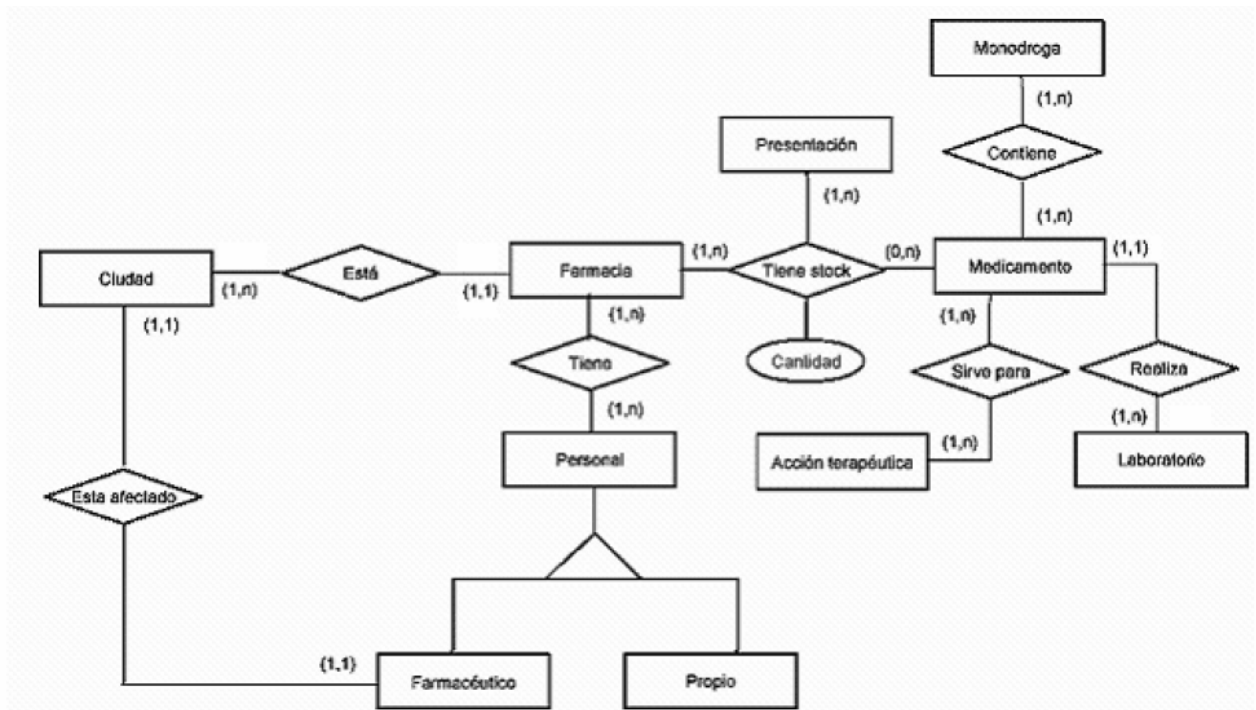 Monodroga
(1,n)
Presentación
Contiene
(1,n)
(1,n)
Ciudad
(1,n)
Está
(1,1)
Farmacia
(1,n)
Tiene stock
(0,n)
Medicamento
(1,1)
(1,1)
(1,n)
(1,n)
Tiene
Cantidad
Sirve para
Realiza
(1,n)
(1,n)
(1,n)
Personal
Acción terapéutica
Laboratorio
Esta afectado
(1,1)
Farmacéutico
Propio